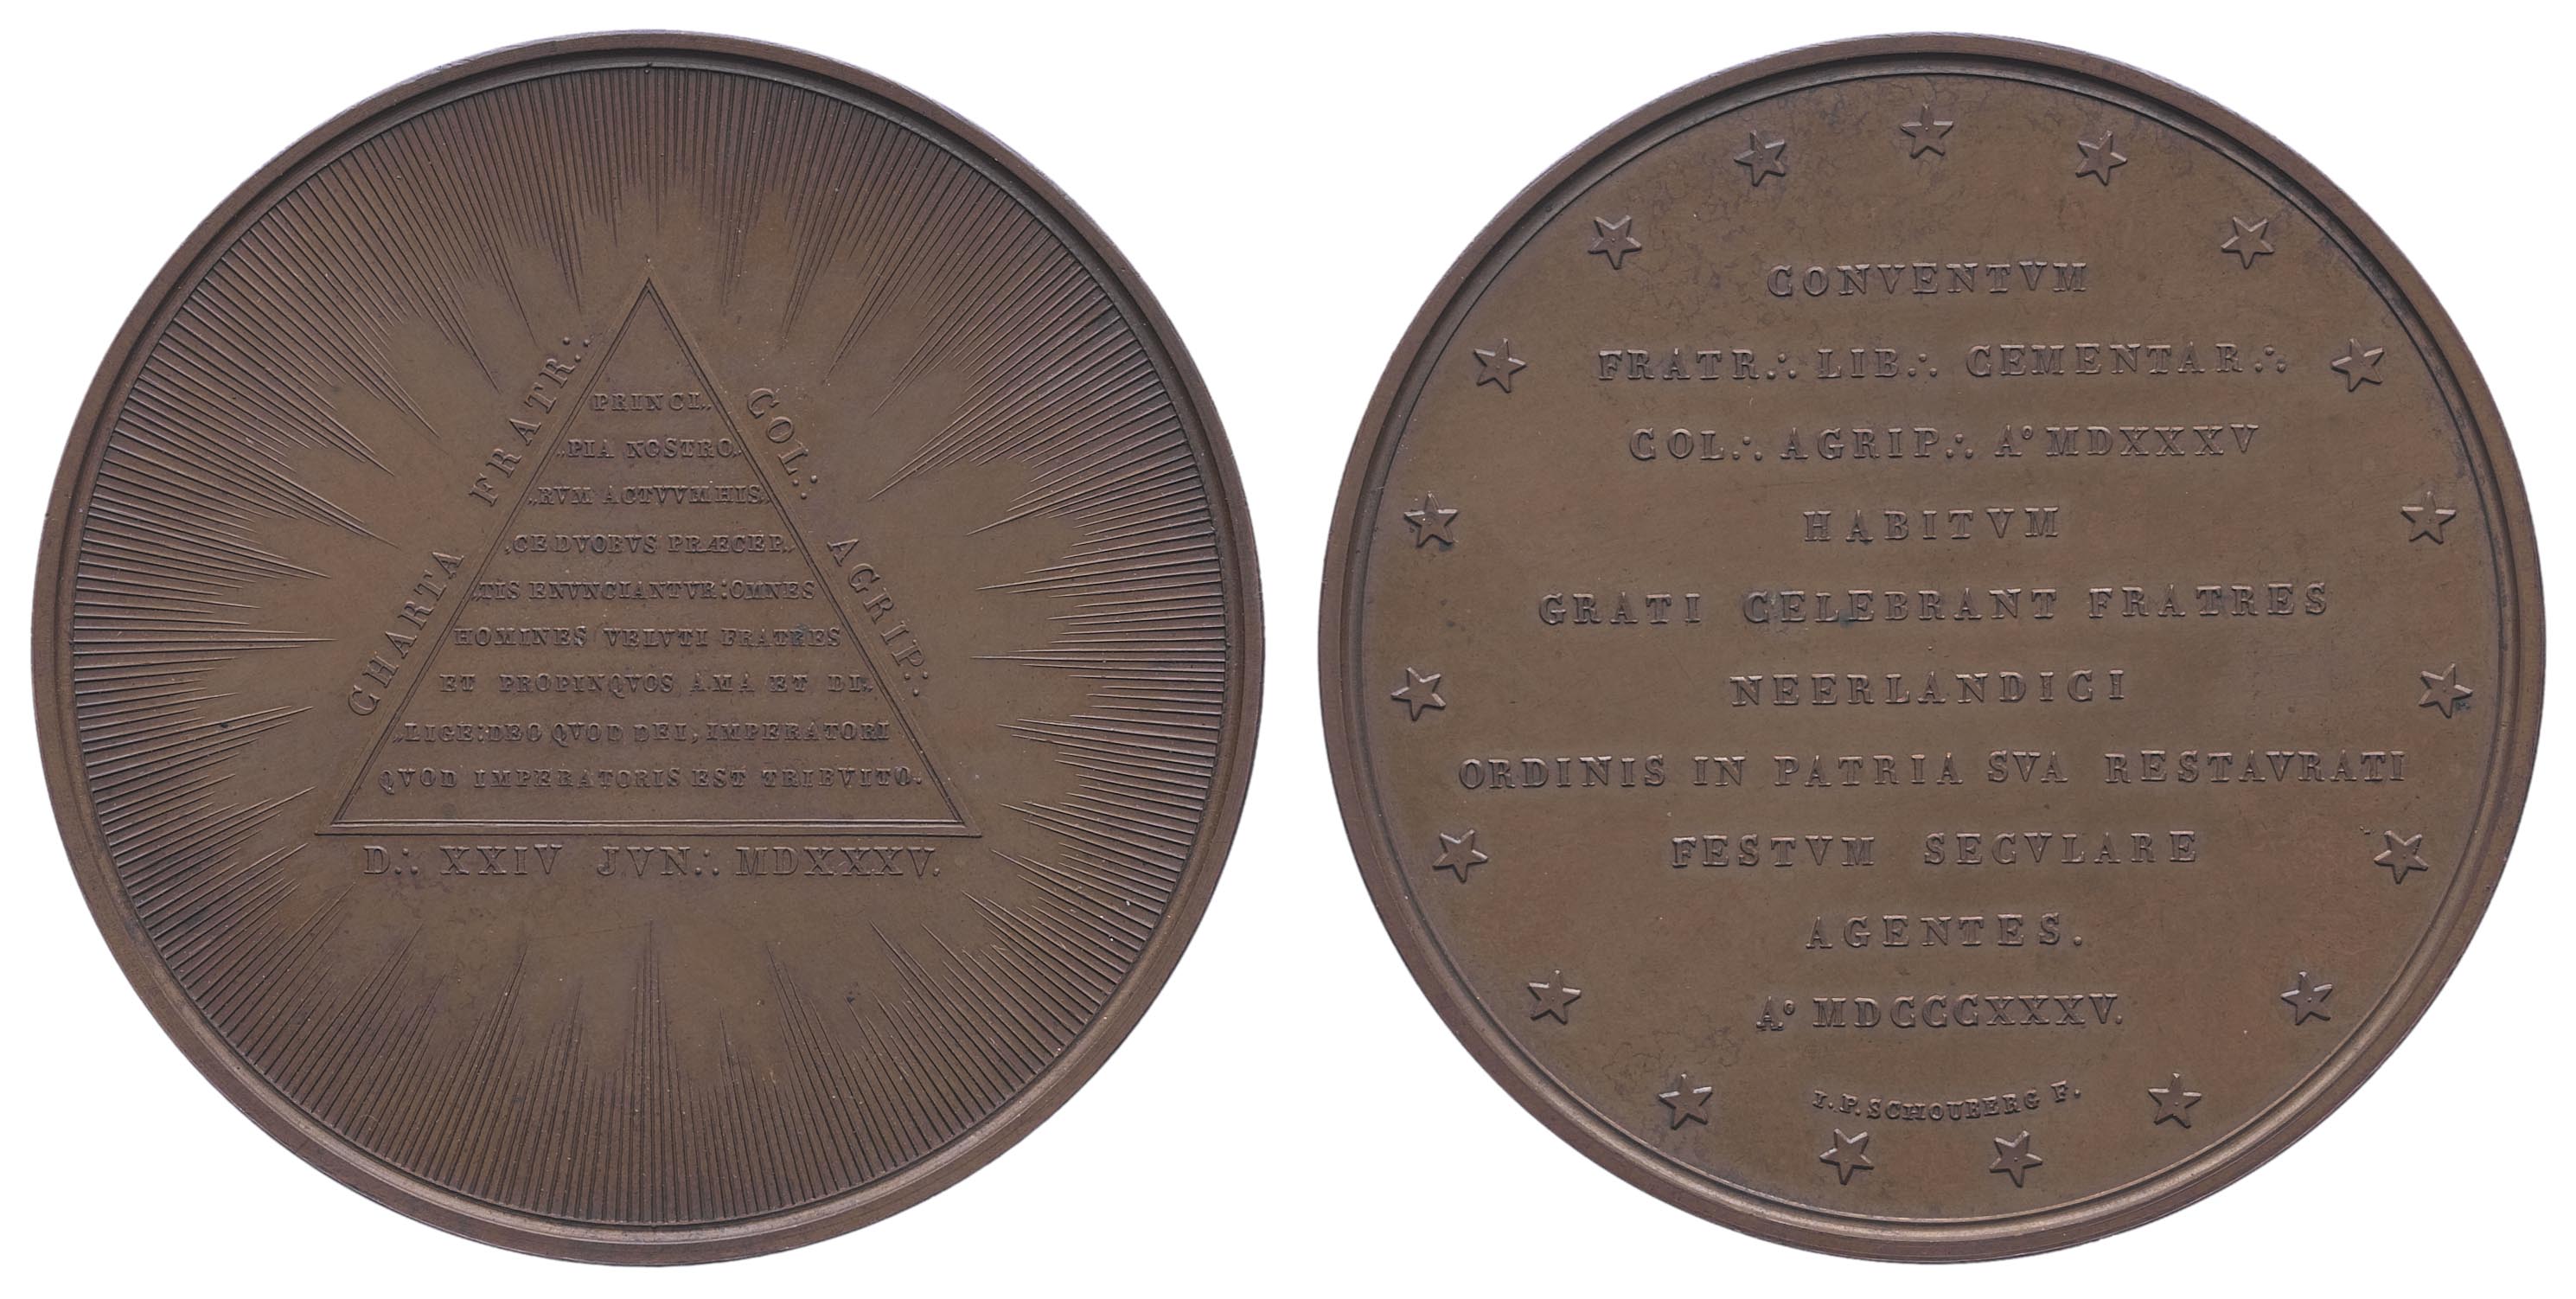 CHARTA FRATR∴
COL∴ AGRIP∴
PRINCI„
„PIA NOSTRO„
„RVM ACTVVM HIS„
„CE DVOBVS PRÆCEP„
„TIS ENVNCIANTVR: OMNES
HOMINES VELVTI FRATRES
ET PROPINQVOS AMA ET DI„
„LIGE: DEO QVOD DEI, IMPERATORI
QVOD IMPERATORIS EST TRIBVITO.
D∴ XXIV JVN∴ MDXXXV.
CONVENTVM
FRATR∴ LIB∴ CEMENTAR∴
COL∴ AGRIP∴ Aº MDXXXV
HABITVM
GRATI CELEBRANT FRATRES
NEERLANDICI
ORDINIS IN PATRIA SVA RESTAVRATI
FESTVM SECVLARE
AGENTES.
Aº MDCCCXXXV.
I.P. SCHOUBERG F.